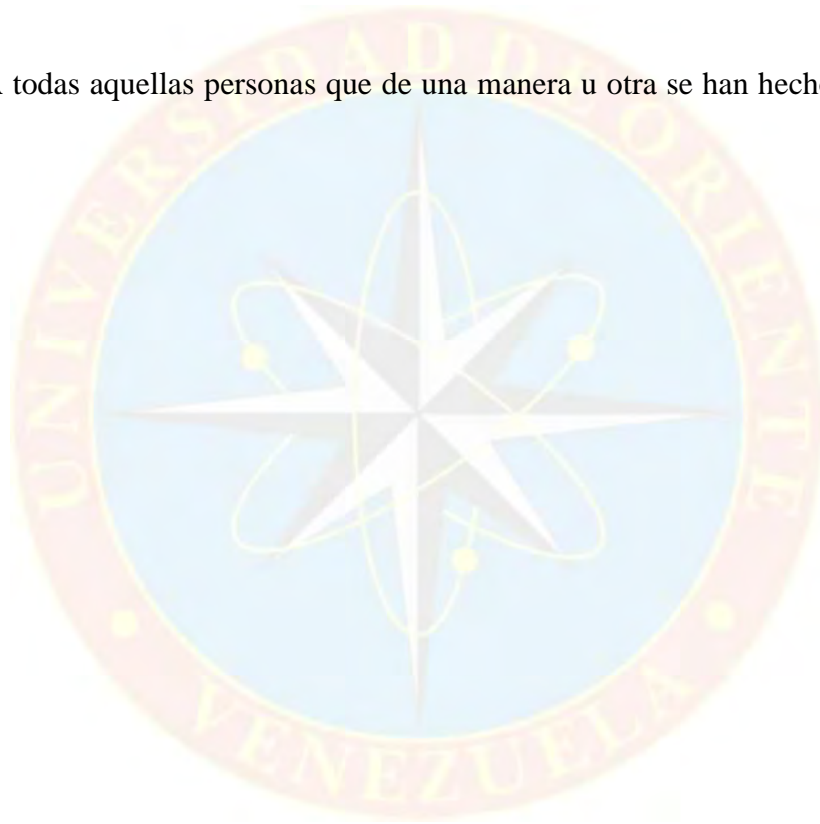 todas aquellas personas que de una manera u otra se han hecho
UNIVERSIDAD DE ORIENTE
VENEZUELA